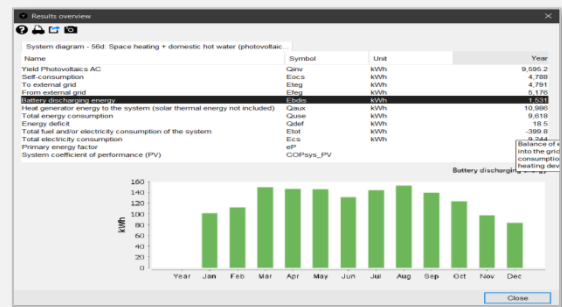 Results overview
System diagram - 56d: Space heating + domestic hot water (photovoltaic...
Name Symbol Unit Year
Yield Photovoltaics AC Qinv kWh 9,595.2
Self-consumption Eocs kWh 4,788
To external grid Eteg kWh 4,791
From external grid Efeg kWh 5,176
Battery discharging energy Ebdis kWh 1,531
Heat generator energy to the system (solar thermal energy not included) Qaux kWh 10,986
Total energy consumption Quse kWh 9,618
Energy deficit Qdef kWh 18.5
Total fuel and/or electricity consumption of the system Etot kWh -399.8
Total electricity consumption Ecs kWh 9,244
Primary energy factor eP
System coefficient of performance (PV) COPsys_PV
Balance of e
into the grid
consumption
heating dev
Battery discharging
kWh
160
140
120
100
80
60
40
20
0
Year Jan Feb Mar Apr May Jun Jul Aug Sep Oct Nov Dec
Close